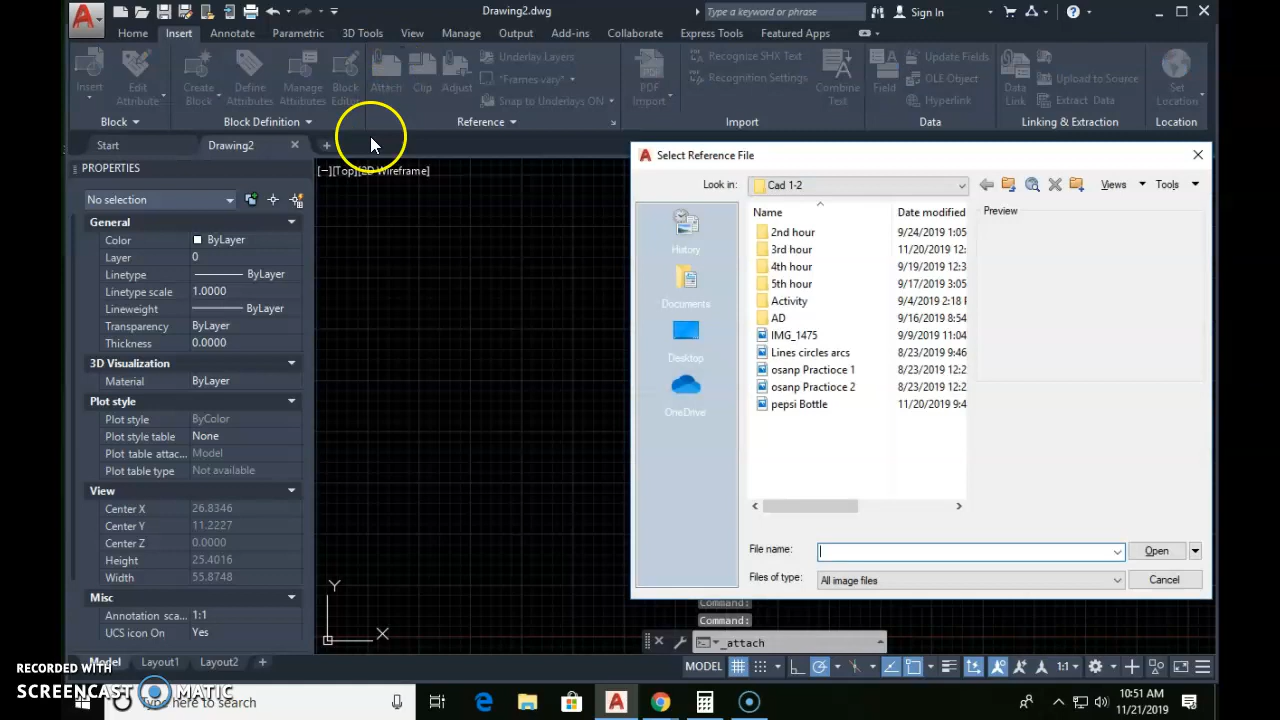 Drawing2.dwg
Type a keyword or phrase
Sign In
Home Insert Annotate Parametric 3D Tools View Manage Output Add-ins Collaborate Express Tools Featured Apps
Insert
Edit Attribute
Create Block
Define Attributes
Manage Attributes
Block Editor
Attach
Clip
Adjust
Underlay Layers
*Frames vary*
Snap to Underlays ON
PDF Import
Recognize SHX Text
Recognition Settings
Combine Text
Field
Update Fields
OLE Object
Hyperlink
Data Link
Upload to Source
Extract Data
Set Location
Block Block Definition Reference Import Data Linking & Extraction Location
Start Drawing2
PROPERTIES
No selection
General
Color ByLayer
Layer 0
Linetype ByLayer
Linetype scale 1.0000
Lineweight ByLayer
Transparency ByLayer
Thickness 0.0000
3D Visualization
Material ByLayer
Plot style
Plot style ByColor
Plot style table None
Plot table attac... Model
Plot table type Not available
View
Center X 26.8346
Center Y 11.2227
Center Z 0.0000
Height 25.4016
Width 55.8748
Misc
Annotation sca... 1:1
UCS icon On Yes
[−][Top][2D Wireframe]
Y
X
Select Reference File
Look in: Cad 1-2
Views Tools
History
Documents
Desktop
OneDrive
Name Date modified
2nd hour 9/24/2019 1:05
3rd hour 11/20/2019 12:
4th hour 9/19/2019 12:3
5th hour 9/17/2019 3:05
Activity 9/4/2019 2:18 P
AD 9/16/2019 8:54
IMG_1475 9/9/2019 11:04
Lines circles arcs 8/23/2019 9:46
osanp Practioce 1 8/23/2019 12:2
osanp Practioce 2 8/23/2019 12:2
pepsi Bottle 11/20/2019 9:4
Preview
File name: Open
Files of type: All image files Cancel
Command:
Command:
_attach
Model Layout1 Layout2
MODEL 1:1
RECORDED WITH
SCREENCAST MATIC
Type here to search
10:51 AM
11/21/2019